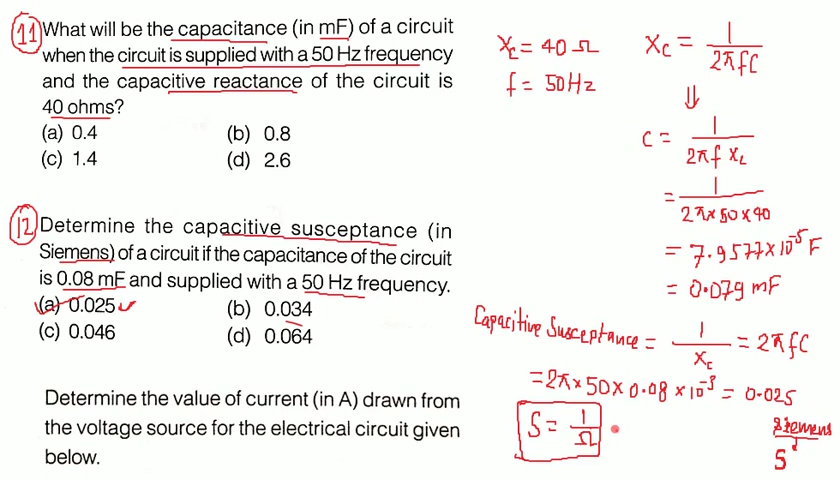 11 What will be the capacitance (in mF) of a circuit
when the circuit is supplied with a 50 Hz frequency
and the capacitive reactance of the circuit is
40 ohms?
(a) 0.4 (b) 0.8
(c) 1.4 (d) 2.6
12 Determine the capacitive susceptance (in
Siemens) of a circuit if the capacitance of the circuit
is 0.08 mF and supplied with a 50 Hz frequency.
(a) 0.025 (b) 0.034
(c) 0.046 (d) 0.064
Determine the value of current (in A) drawn from
the voltage source for the electrical circuit given
below.
Xc = 40 Ω
f = 50Hz
Xc = 1/2πfC
⇓
C = 1/2πf XL
= 1/2π×50×40
= 7.9577×10⁻⁵ F
= 0.079 mF
Capacitive Susceptance = 1/Xc = 2πfC
= 2π×50×0.08×10⁻³ = 0.025
S = 1/Ω
Siemens
S